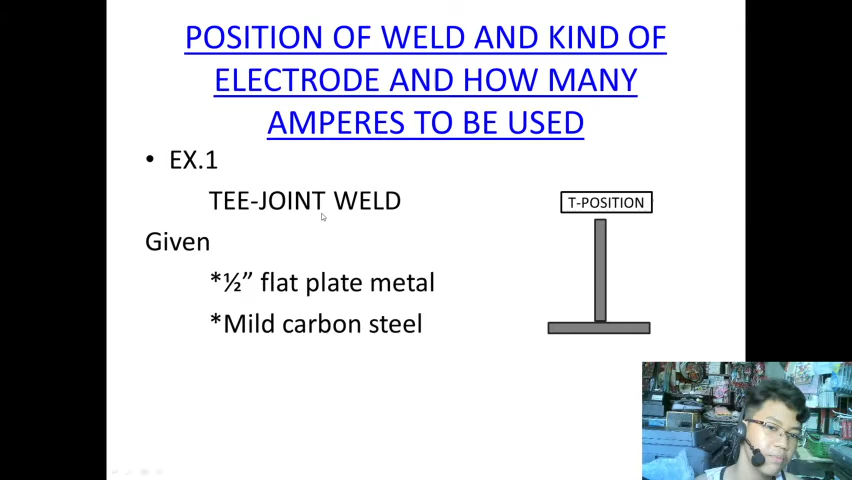 POSITION OF WELD AND KIND OF
ELECTRODE AND HOW MANY
AMPERES TO BE USED
• EX.1
TEE-JOINT WELD
T-POSITION
Given
*½” flat plate metal
*Mild carbon steel